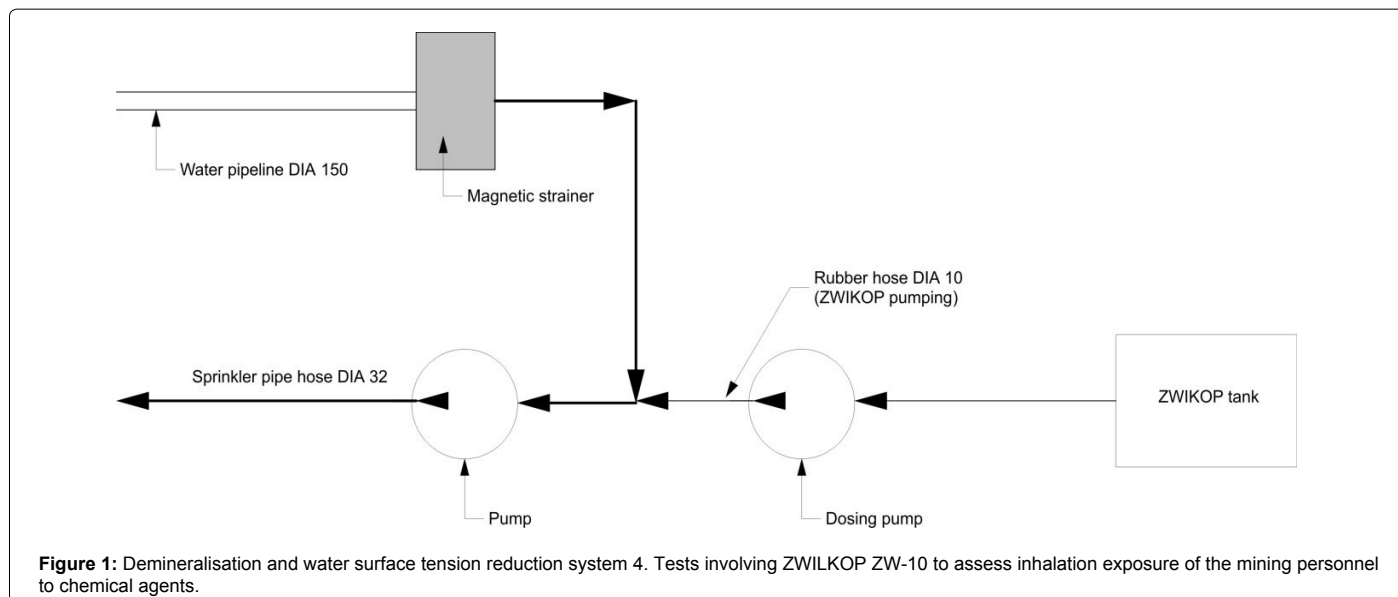 Water pipeline DIA 150
Magnetic strainer
Rubber hose DIA 10
(ZWIKOP pumping)
Sprinkler pipe hose DIA 32
ZWIKOP tank
Pump
Dosing pump
Figure 1: Demineralisation and water surface tension reduction system 4. Tests involving ZWILKOP ZW-10 to assess inhalation exposure of the mining personnel
to chemical agents.